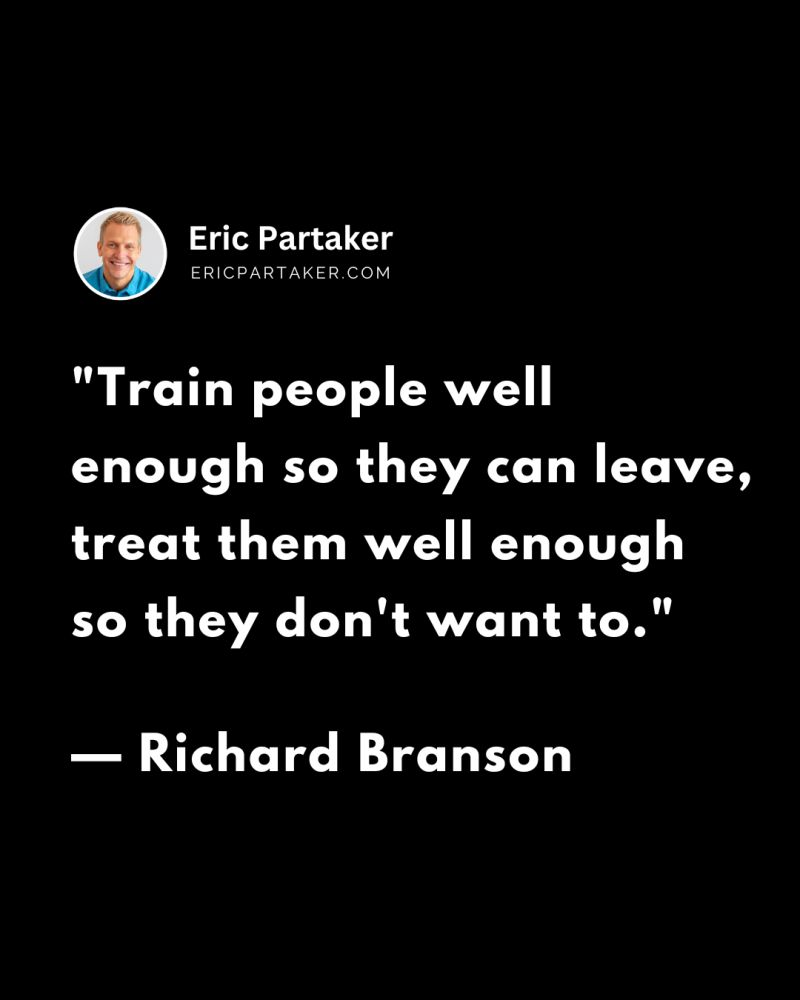 Eric Partaker
ERICPARTAKER.COM
"Train people well
enough so they can leave,
treat them well enough
so they don't want to."
— Richard Branson